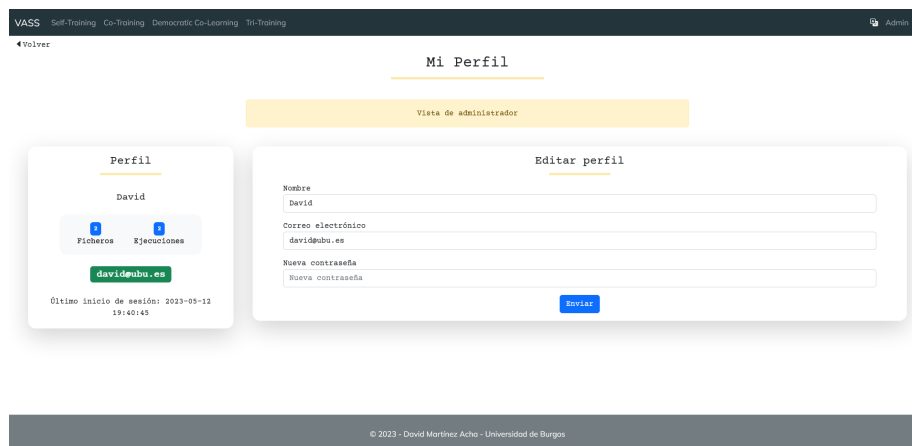 VASS Self-Training Co-Training Democratic Co-Learning Tri-Training Admin
Volver
Mi Perfil
Vista de administrador
Perfil
David
Ficheros Ejecuciones
david@ubu.es
Último inicio de sesión: 2023-05-12
19:40:45
Editar perfil
Nombre
David
Correo electrónico
david@ubu.es
Nueva contraseña
Nueva contraseña
Enviar
© 2023 - David Martínez Acha - Universidad de Burgos